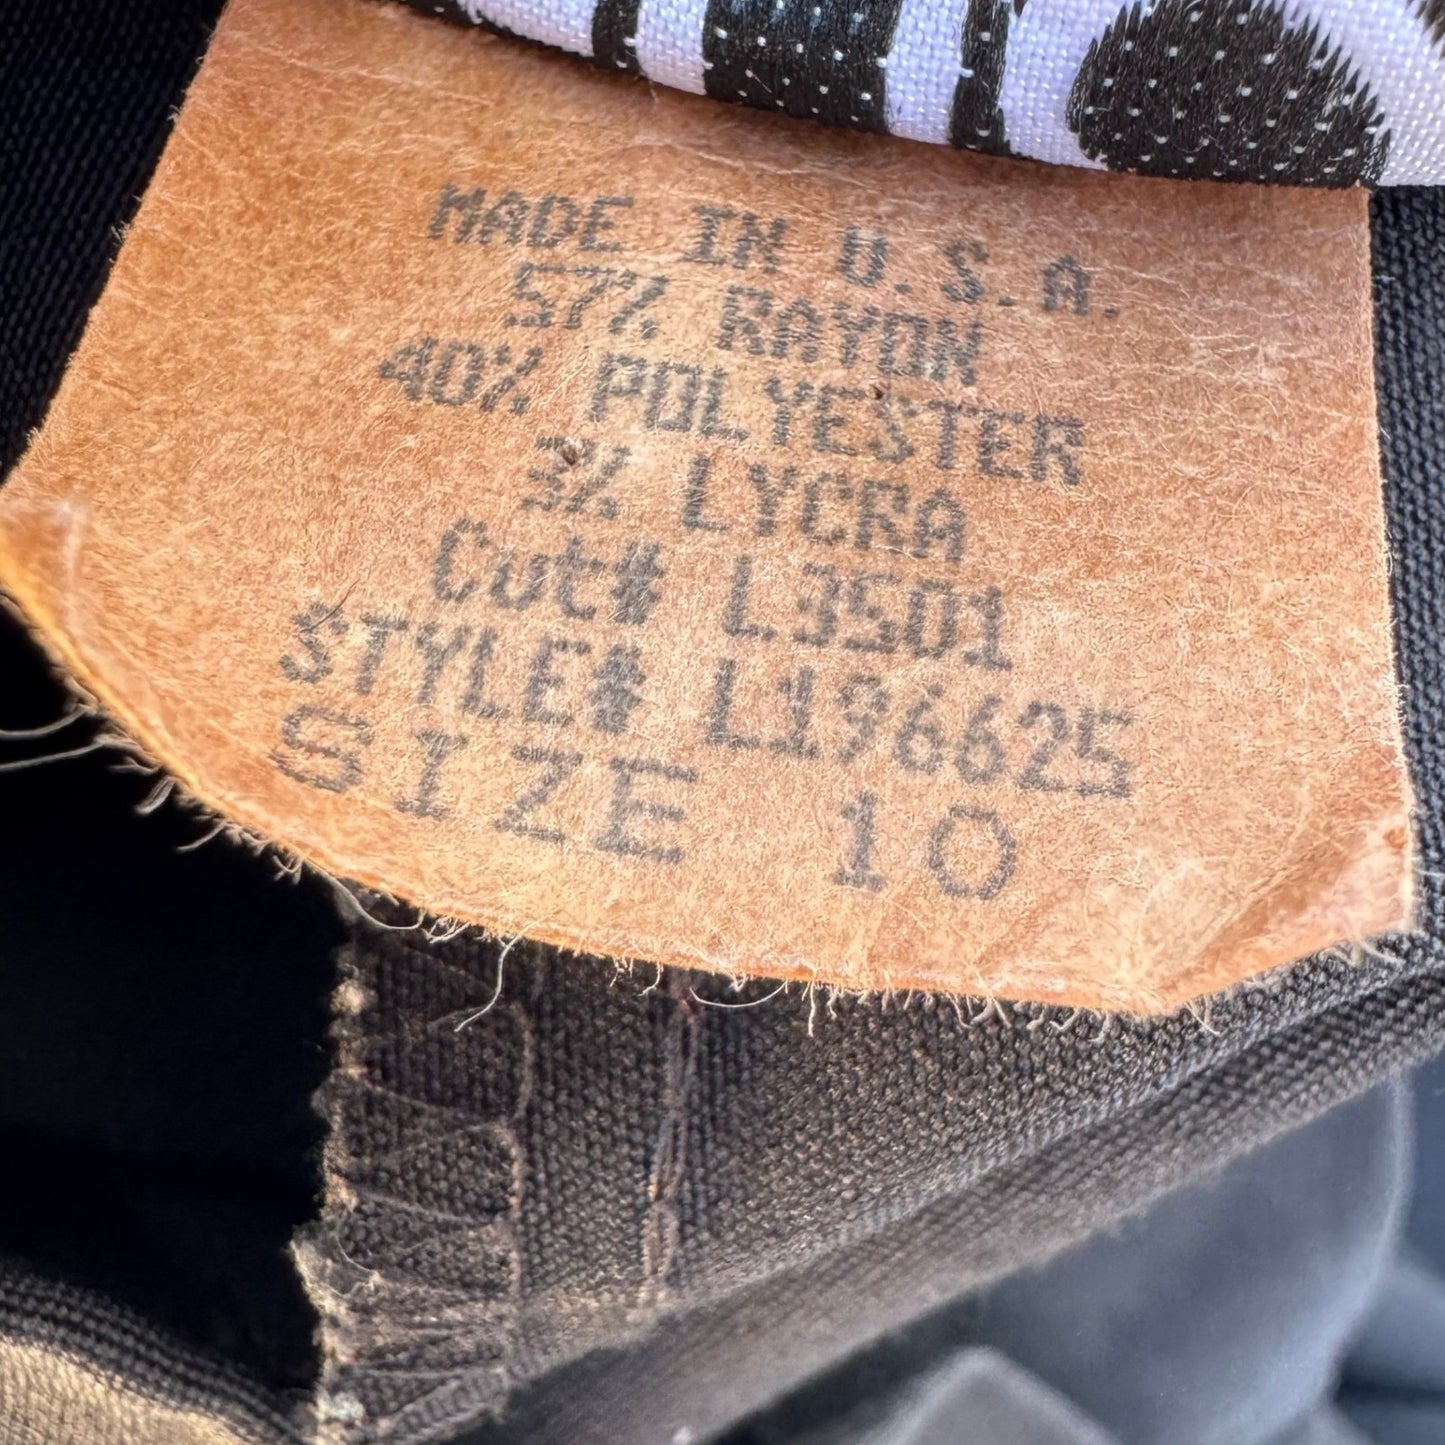 MADE IN U.S.A.
57% RAYON
40% POLYESTER
3% LYCRA
Cut# L3501
STYLE# L196625
SIZE 10